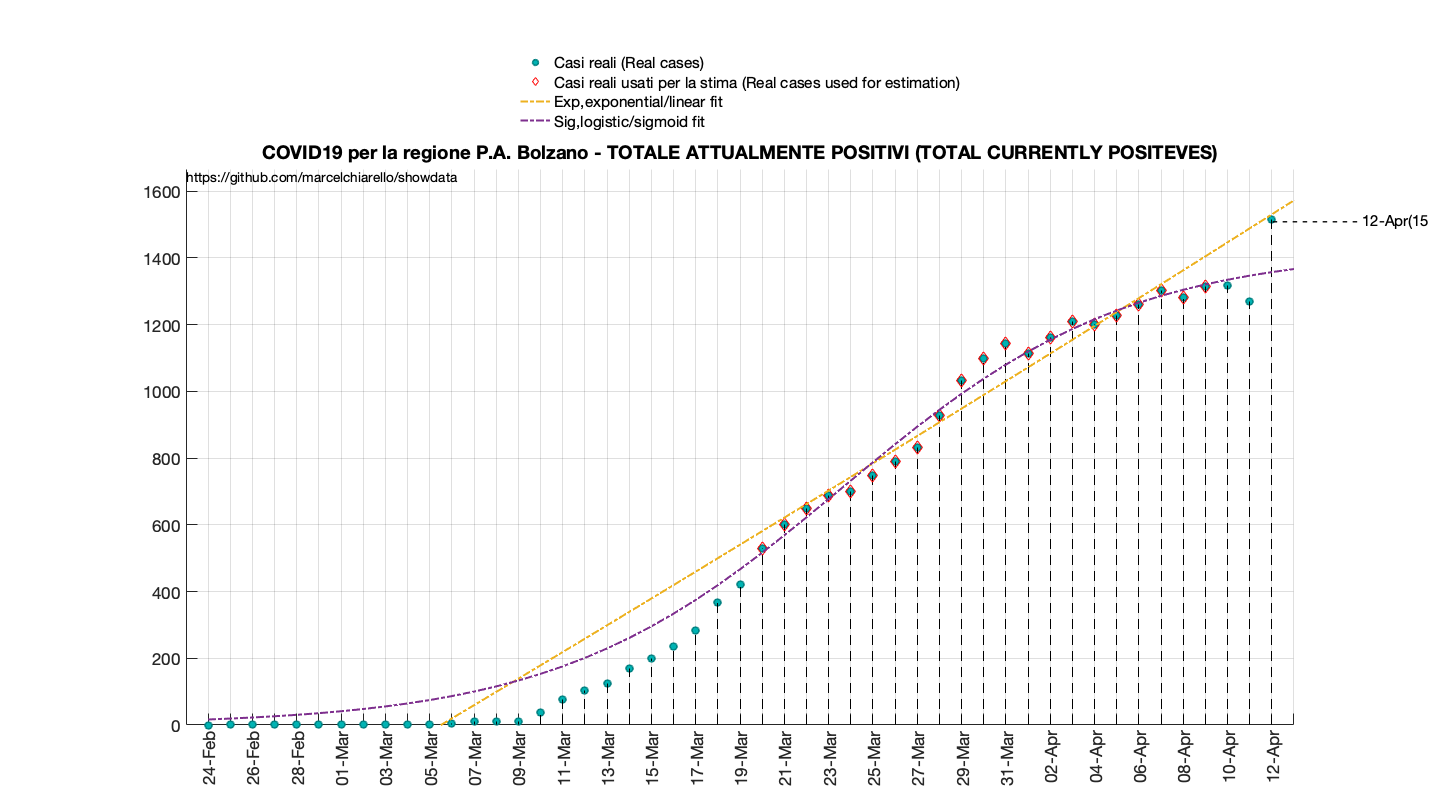 Casi reali (Real cases)
Casi reali usati per la stima (Real cases used for estimation)
Exp,exponential/linear fit
Sig,logistic/sigmoid fit
COVID19 per la regione P.A. Bolzano - TOTALE ATTUALMENTE POSITIVI (TOTAL CURRENTLY POSITEVES)
https://github.com/marcelchiarello/showdata
1600
1400
1200
1000
800
600
400
200
0
12-Apr(15
24-Feb
26-Feb
28-Feb
01-Mar
03-Mar
05-Mar
07-Mar
09-Mar
11-Mar
13-Mar
15-Mar
17-Mar
19-Mar
21-Mar
23-Mar
25-Mar
27-Mar
29-Mar
31-Mar
02-Apr
04-Apr
06-Apr
08-Apr
10-Apr
12-Apr